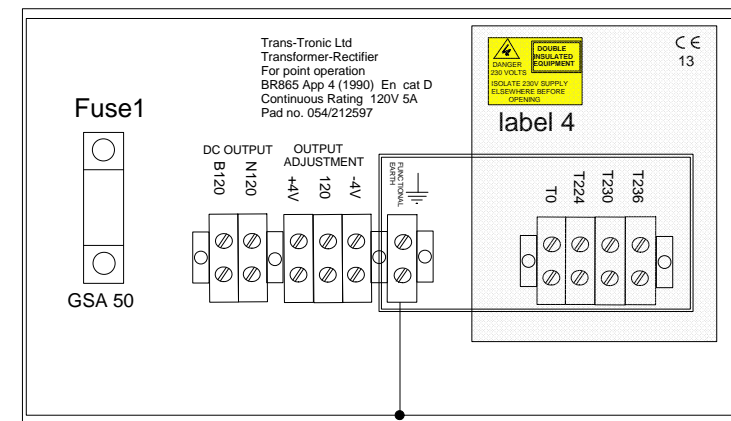 Trans-Tronic Ltd
Transformer-Rectifier
For point operation
BR865 App 4 (1990) En cat D
Continuous Rating 120V 5A
Pad no. 054/212597
DANGER
230 VOLTS
DOUBLE
INSULATED
EQUIPMENT
ISOLATE 230V SUPPLY
ELSEWHERE BEFORE
OPENING
label 4
CE
13
Fuse1
GSA 50
DC OUTPUT
B120
N120
OUTPUT
ADJUSTMENT
+4V
120
-4V
FUNCTIONAL
EARTH
T0
T224
T230
T236